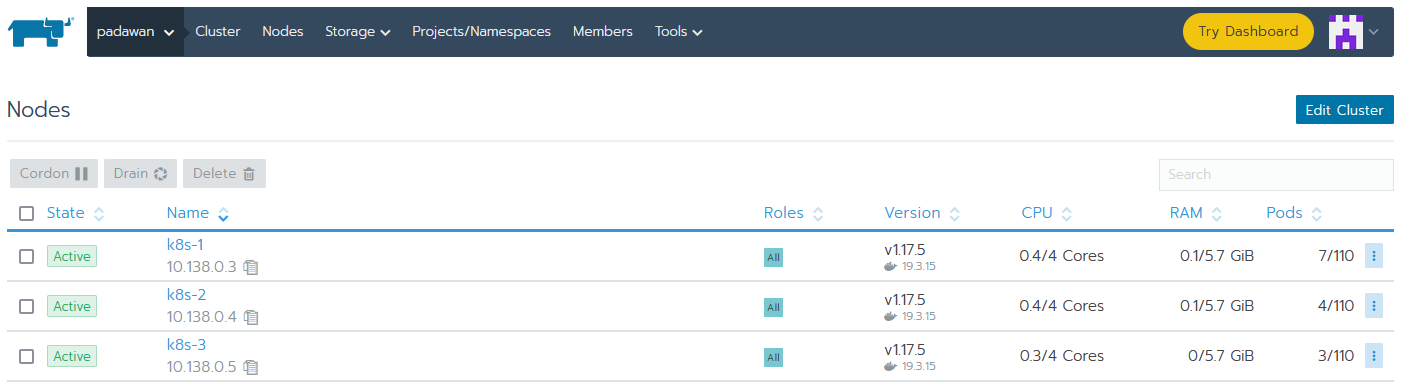 padawan Cluster Nodes Storage Projects/Namespaces Members Tools Try Dashboard
Nodes Edit Cluster
Cordon Drain Delete Search
State Name Roles Version CPU RAM Pods
Active k8s-1 All v1.17.5 0.4/4 Cores 0.1/5.7 GiB 7/110
10.138.0.3 19.3.15
Active k8s-2 All v1.17.5 0.4/4 Cores 0.1/5.7 GiB 4/110
10.138.0.4 19.3.15
Active k8s-3 All v1.17.5 0.3/4 Cores 0/5.7 GiB 3/110
10.138.0.5 19.3.15